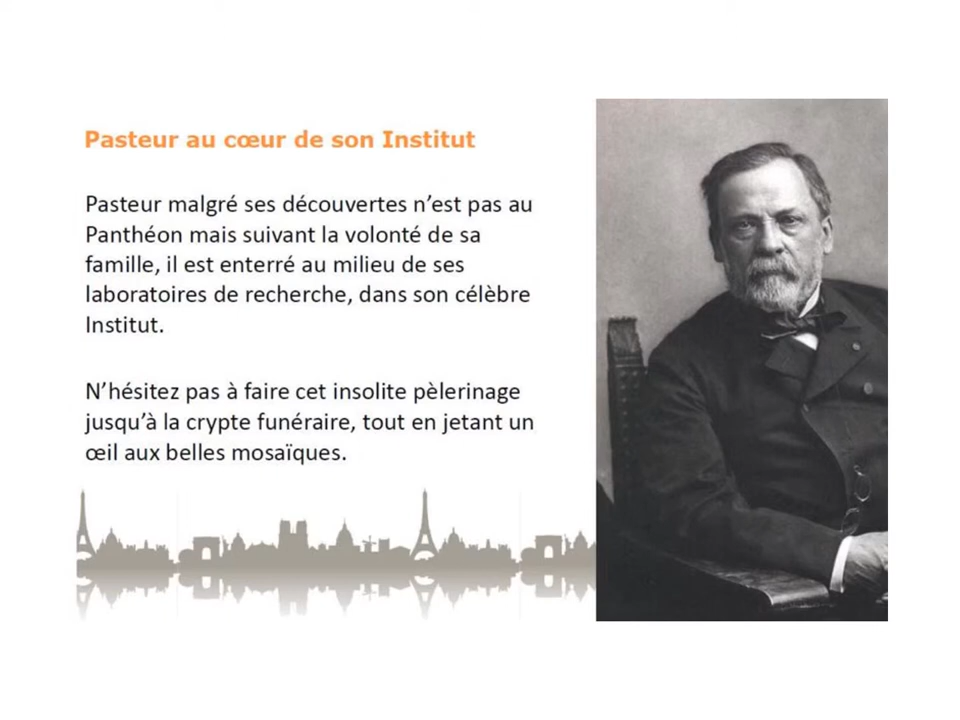 Pasteur au cœur de son Institut
Pasteur malgré ses découvertes n’est pas au
Panthéon mais suivant la volonté de sa
famille, il est enterré au milieu de ses
laboratoires de recherche, dans son célèbre
Institut.
N’hésitez pas à faire cet insolite pèlerinage
jusqu’à la crypte funéraire, tout en jetant un
œil aux belles mosaïques.